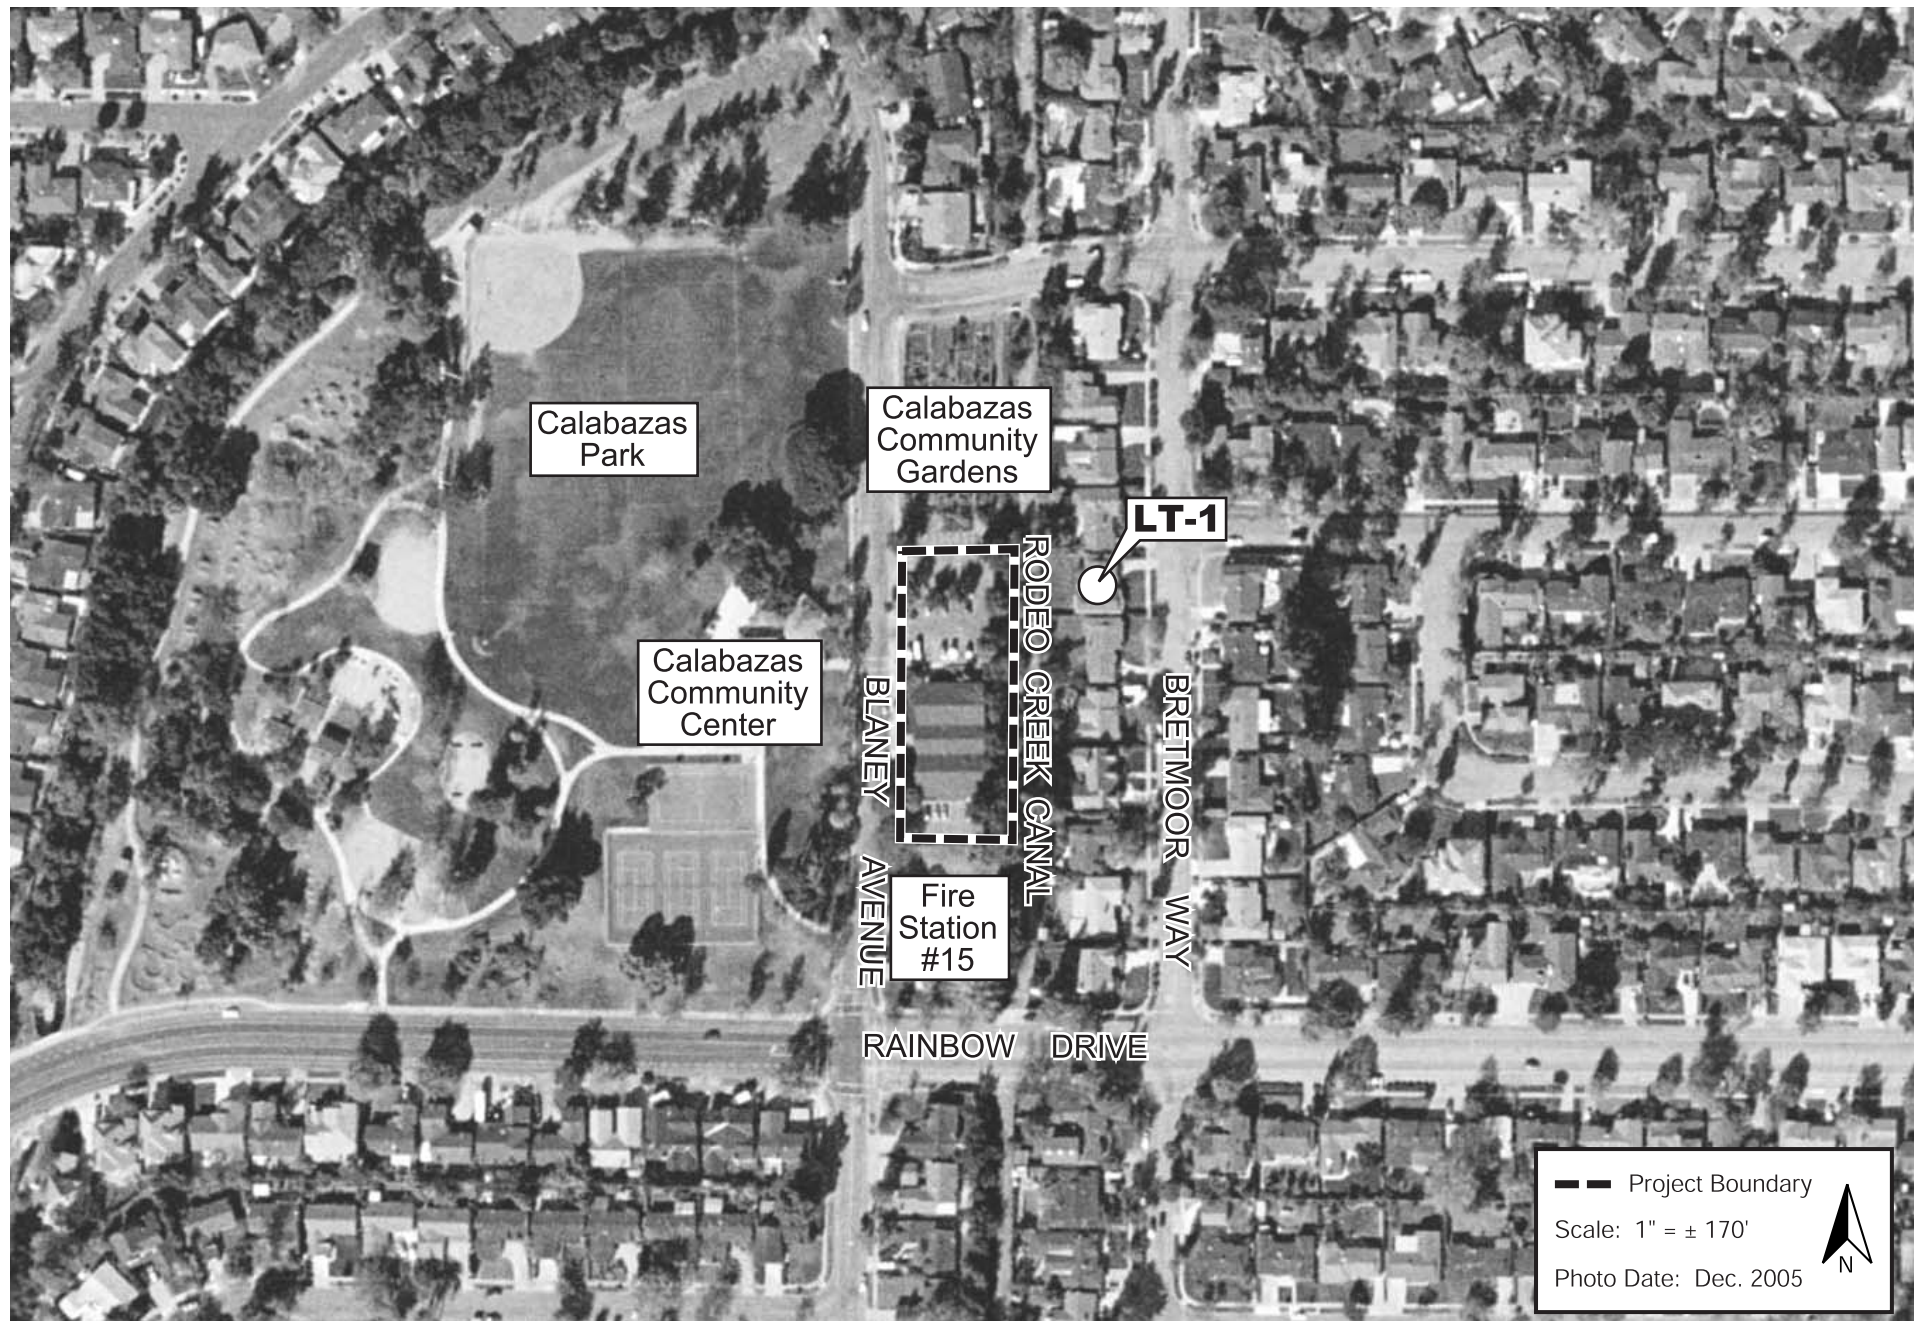 Calabazas
Park
Calabazas
Community
Gardens
LT-1
RODEO CREEK CANAL
Calabazas
Community
Center
BLANEY AVENUE
BRETMOOR WAY
Fire
Station
#15
RAINBOW DRIVE
Project Boundary
Scale: 1" = ± 170'
N
Photo Date: Dec. 2005